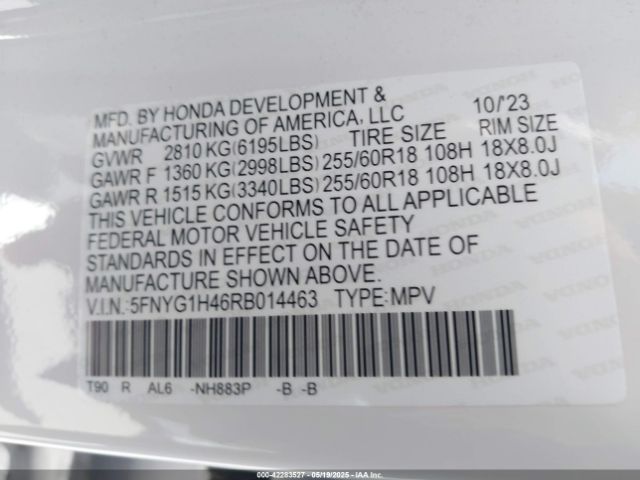 MFD. BY HONDA DEVELOPMENT & 10/'23
MANUFACTURING OF AMERICA, LLC
GVWR 2810 KG(6195LBS) TIRE SIZE RIM SIZE
GAWR F 1360 KG(2998LBS) 255/60R18 108H 18X8.0J
GAWR R 1515 KG(3340LBS) 255/60R18 108H 18X8.0J
THIS VEHICLE CONFORMS TO ALL APPLICABLE
FEDERAL MOTOR VEHICLE SAFETY
STANDARDS IN EFFECT ON THE DATE OF
MANUFACTURE SHOWN ABOVE.
V.I.N.:5FNYG1H46RB014463 TYPE:MPV
T90 R AL6 -NH883P -B -B
000-42283527 - 05/19/2025 - IAA Inc.